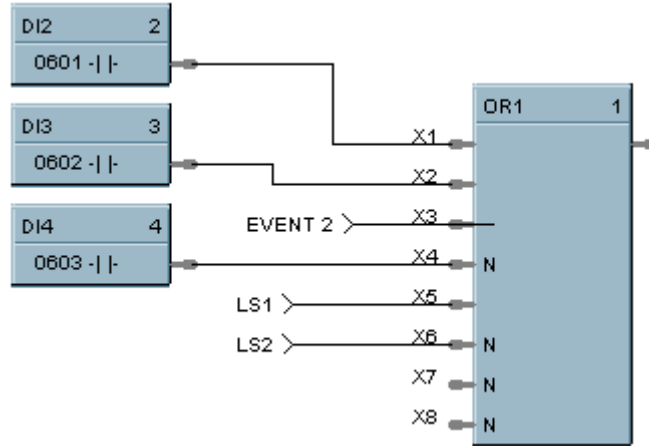 DI2 2
0601 -| |-
DI3 3
0602 -| |-
DI4 4
0603 -| |-
OR1 1
X1
X2
EVENT 2 X3
X4 N
LS1 X5
LS2 X6 N
X7 N
X8 N